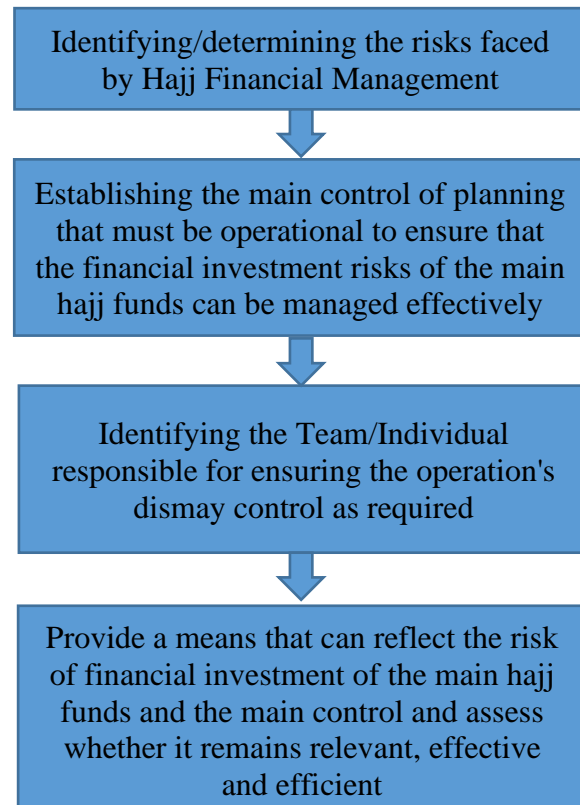 Identifying/determining the risks faced
by Hajj Financial Management
Establishing the main control of planning
that must be operational to ensure that
the financial investment risks of the main
hajj funds can be managed effectively
Identifying the Team/Individual
responsible for ensuring the operation's
dismay control as required
Provide a means that can reflect the risk
of financial investment of the main hajj
funds and the main control and assess
whether it remains relevant, effective
and efficient